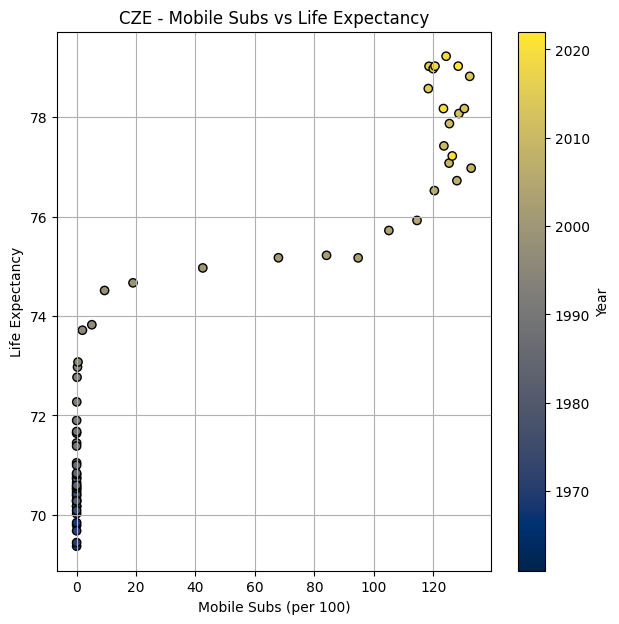 CZE - Mobile Subs vs Life Expectancy
78
76
74
72
70
Life Expectancy
0 20 40 60 80 100 120
Mobile Subs (per 100)
2020
2010
2000
1990
1980
1970
Year